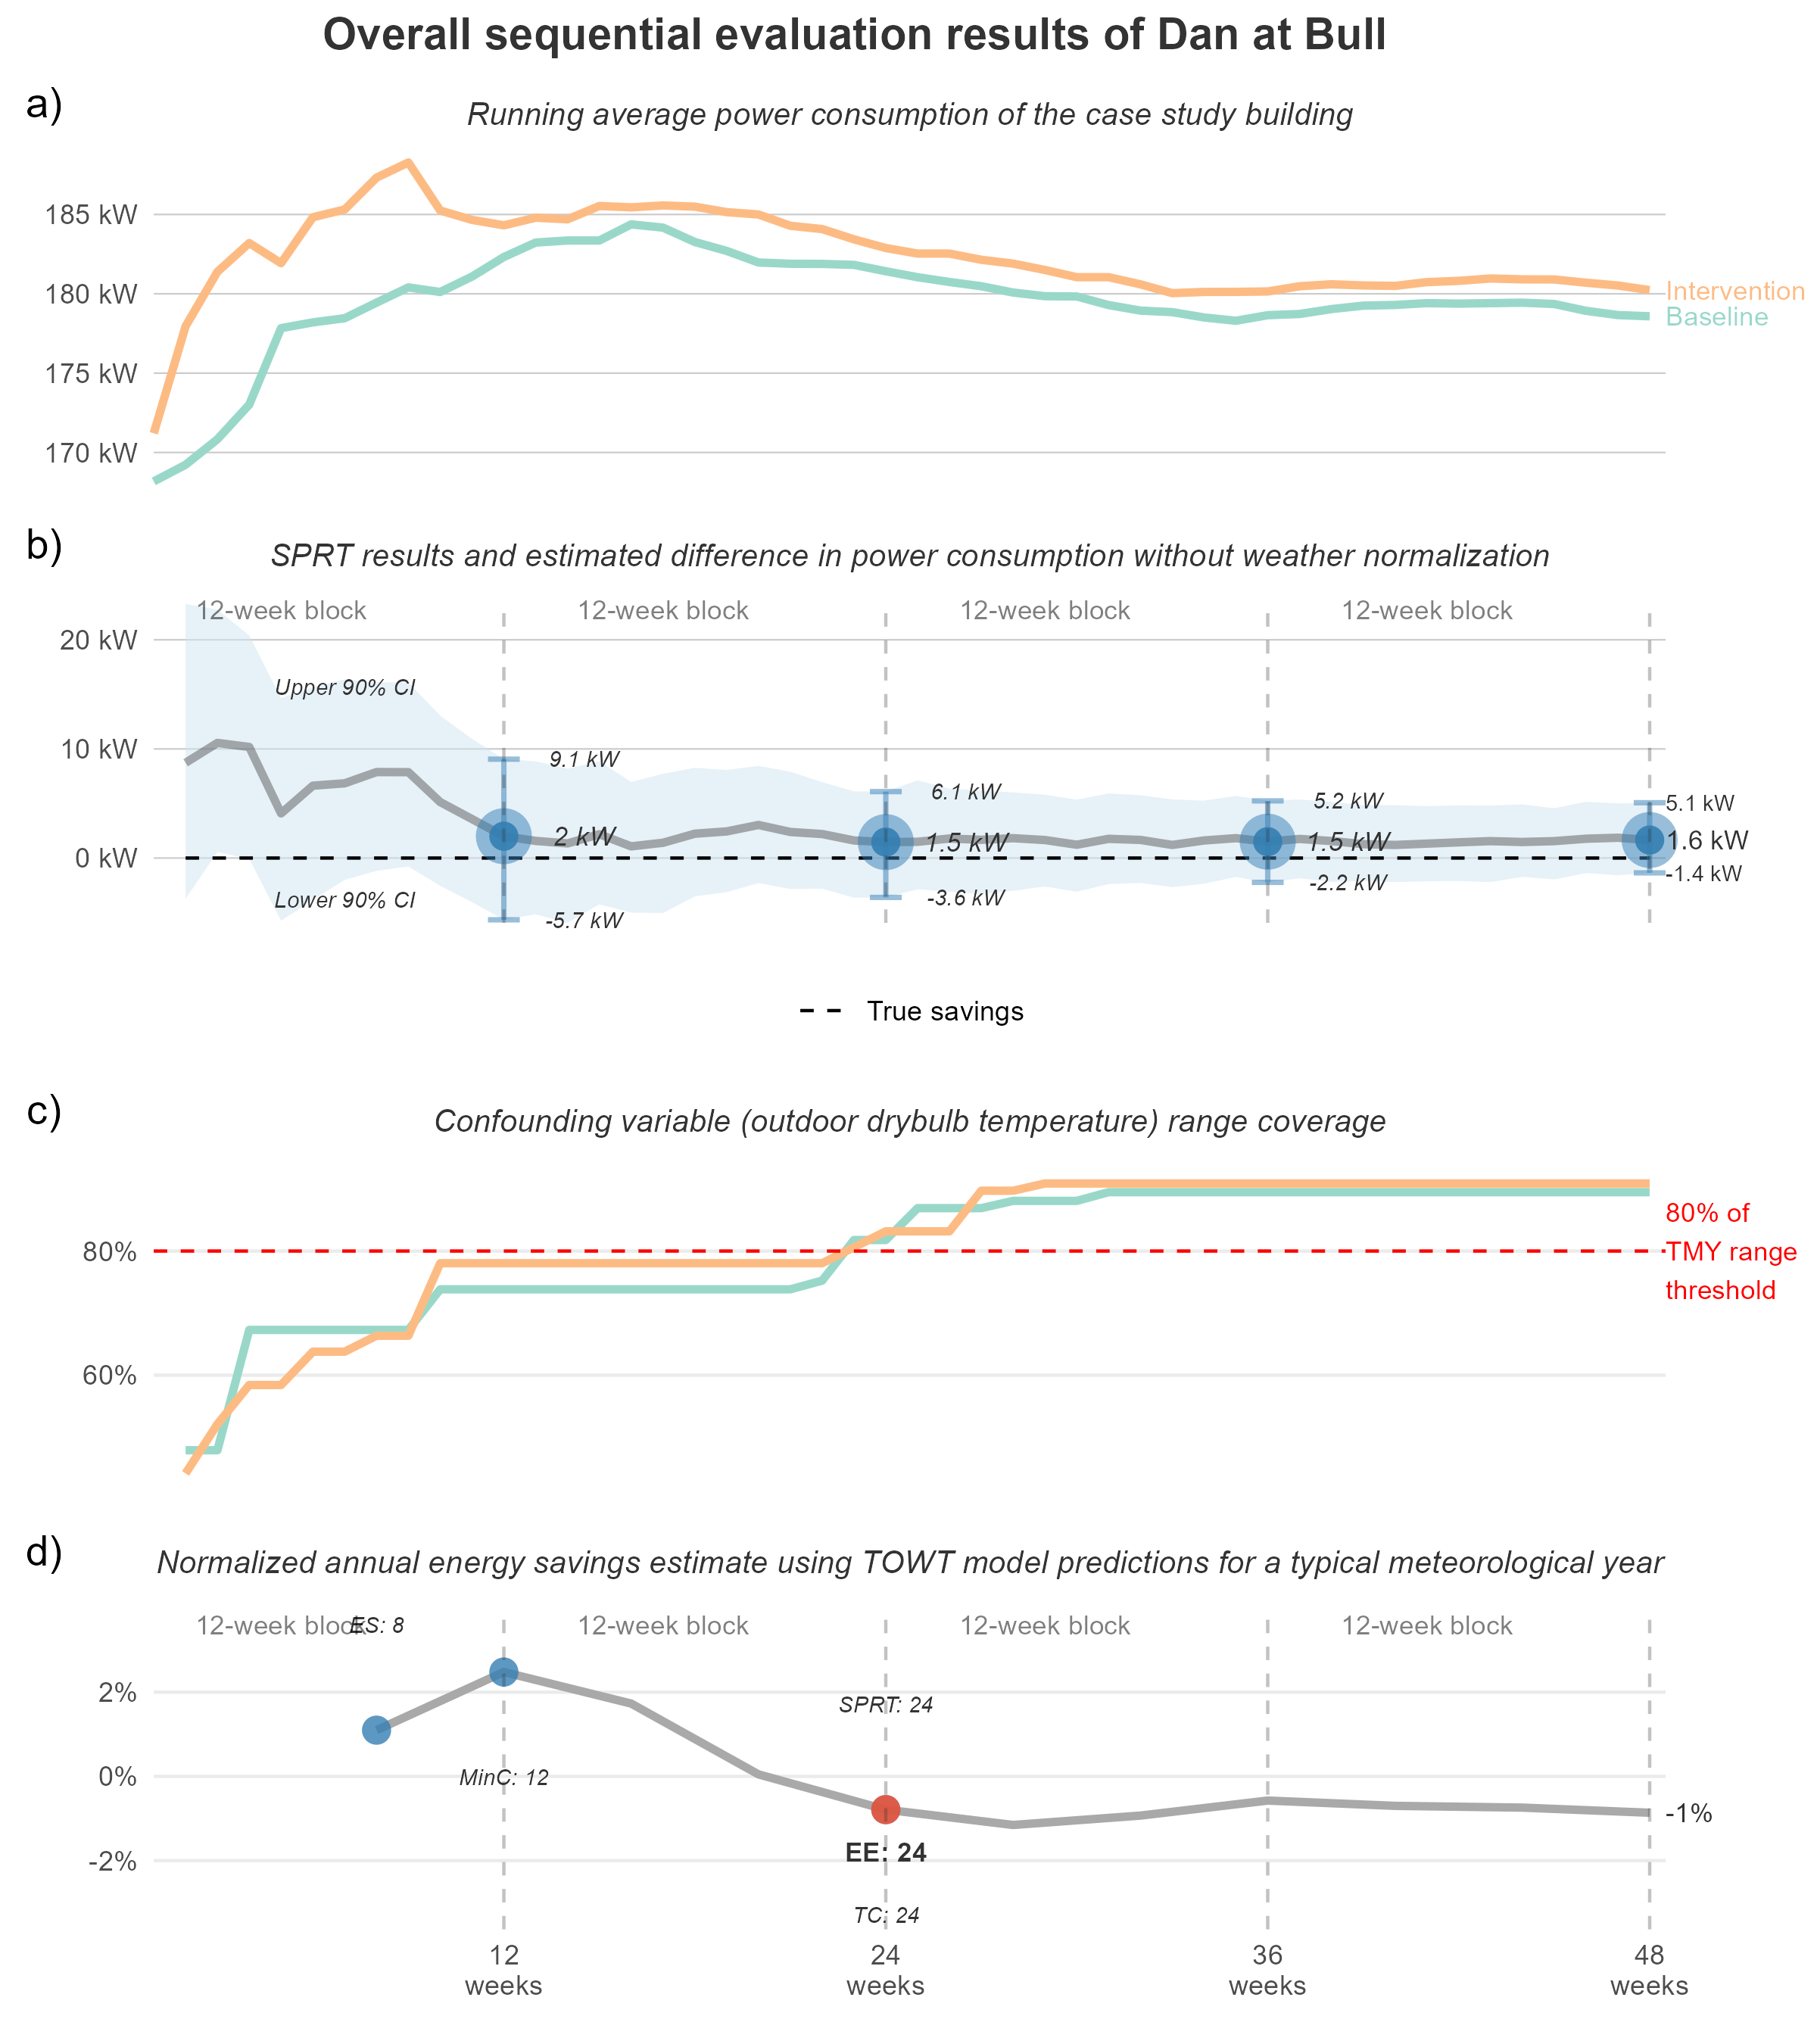 Overall sequential evaluation results of Dan at Bull
a)
Running average power consumption of the case study building
185 kW
180 kW
175 kW
170 kW
Intervention
Baseline
b)
SPRT results and estimated difference in power consumption without weather normalization
12-week block
12-week block
12-week block
12-week block
20 kW
10 kW
0 kW
Upper 90% CI
Lower 90% CI
9.1 kW
2 kW
-5.7 kW
6.1 kW
1.5 kW
-3.6 kW
5.2 kW
1.5 kW
-2.2 kW
5.1 kW
1.6 kW
-1.4 kW
True savings
c)
Confounding variable (outdoor drybulb temperature) range coverage
80%
60%
80% of
TMY range
threshold
d)
Normalized annual energy savings estimate using TOWT model predictions for a typical meteorological year
12-week block
12-week block
12-week block
12-week block
ES: 8
2%
0%
-2%
MinC: 12
SPRT: 24
EE: 24
TC: 24
-1%
12
weeks
24
weeks
36
weeks
48
weeks